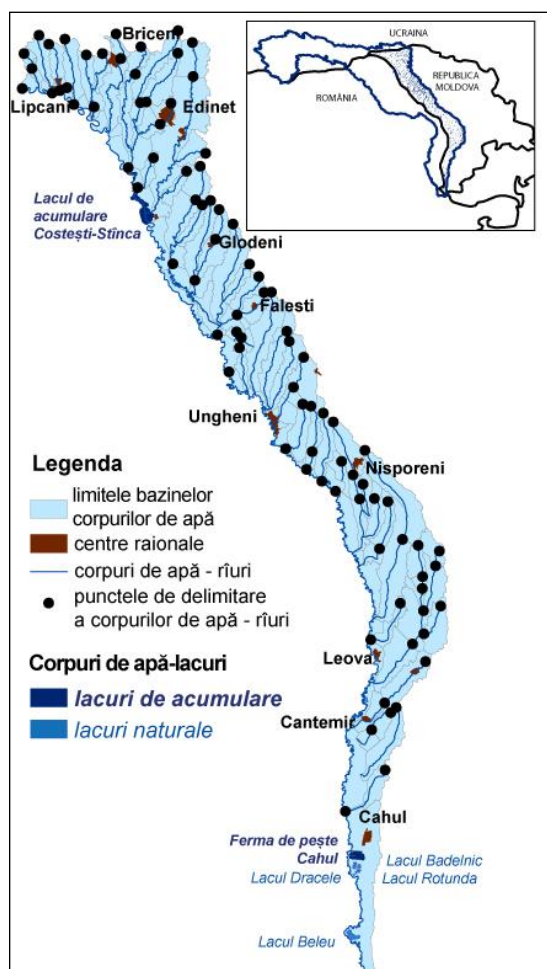 Bricen
UCRAINA
REPUBLICA
MOLDOVA
ROMÂNIA
Lipcani
Edinet
Lacul de
acumulare
Costești-Stînca
Glodeni
Falesti
Ungheni
Nisporeni
Legenda
limitele bazinelor
corpurilor de apă
centre raionale
corpuri de apă - rîuri
punctele de delimitare
a corpurilor de apă - rîuri
Corpuri de apă-lacuri
lacuri de acumulare
lacuri naturale
Leova
Cantemir
Cahul
Ferma de pește
Cahul
Lacul Dracele
Lacul Badelnic
Lacul Rotunda
Lacul Beleu